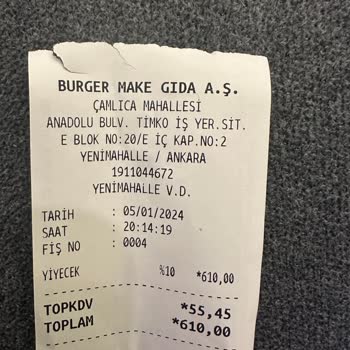 BURGER MAKE GIDA A.Ş.
ÇAMLICA MAHALLESİ
ANADOLU BULV. TİMKO İŞ YER.SİT.
E BLOK NO:20/E İÇ KAP.NO:2
YENİMAHALLE / ANKARA
1911044672
YENİMAHALLE V.D.
TARİH : 05/01/2024
SAAT : 20:14:19
FİŞ NO : 0004
YİYECEK %10 *610,00
TOPKDV *55,45
TOPLAM *610,00